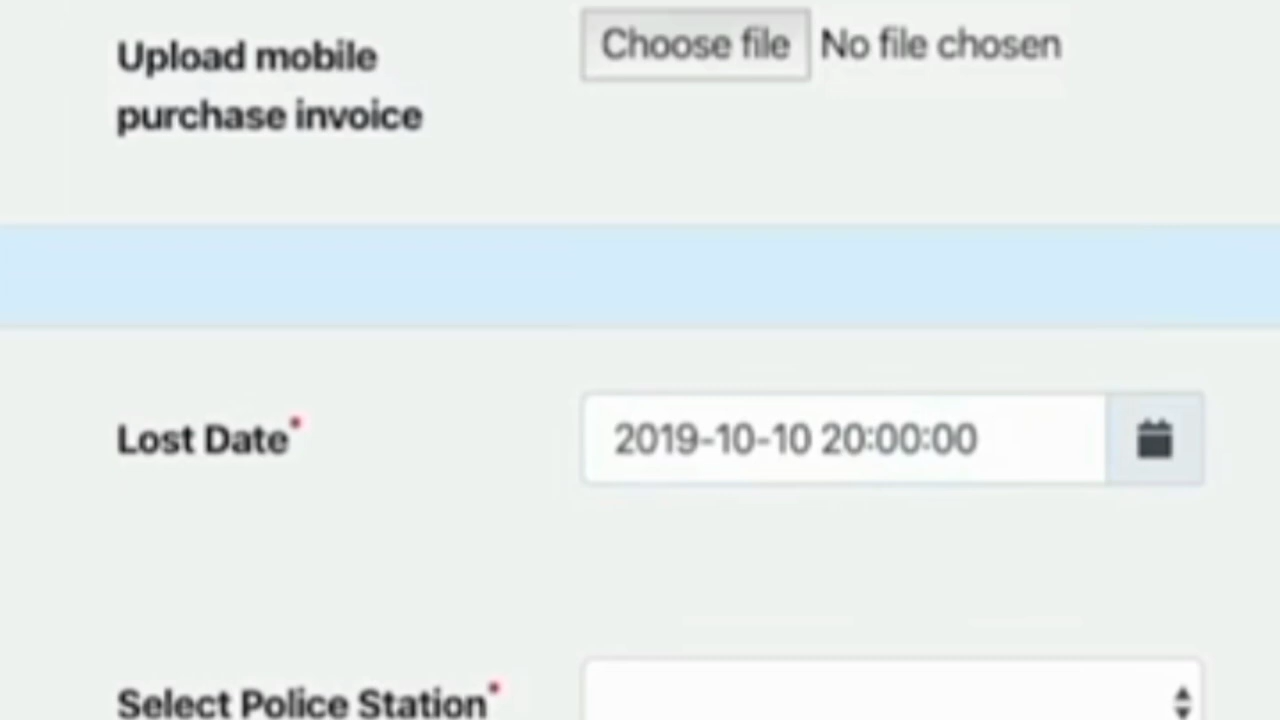 Upload mobile
purchase invoice
Choose file No file chosen
Lost Date*
2019-10-10 20:00:00
Select Police Station*